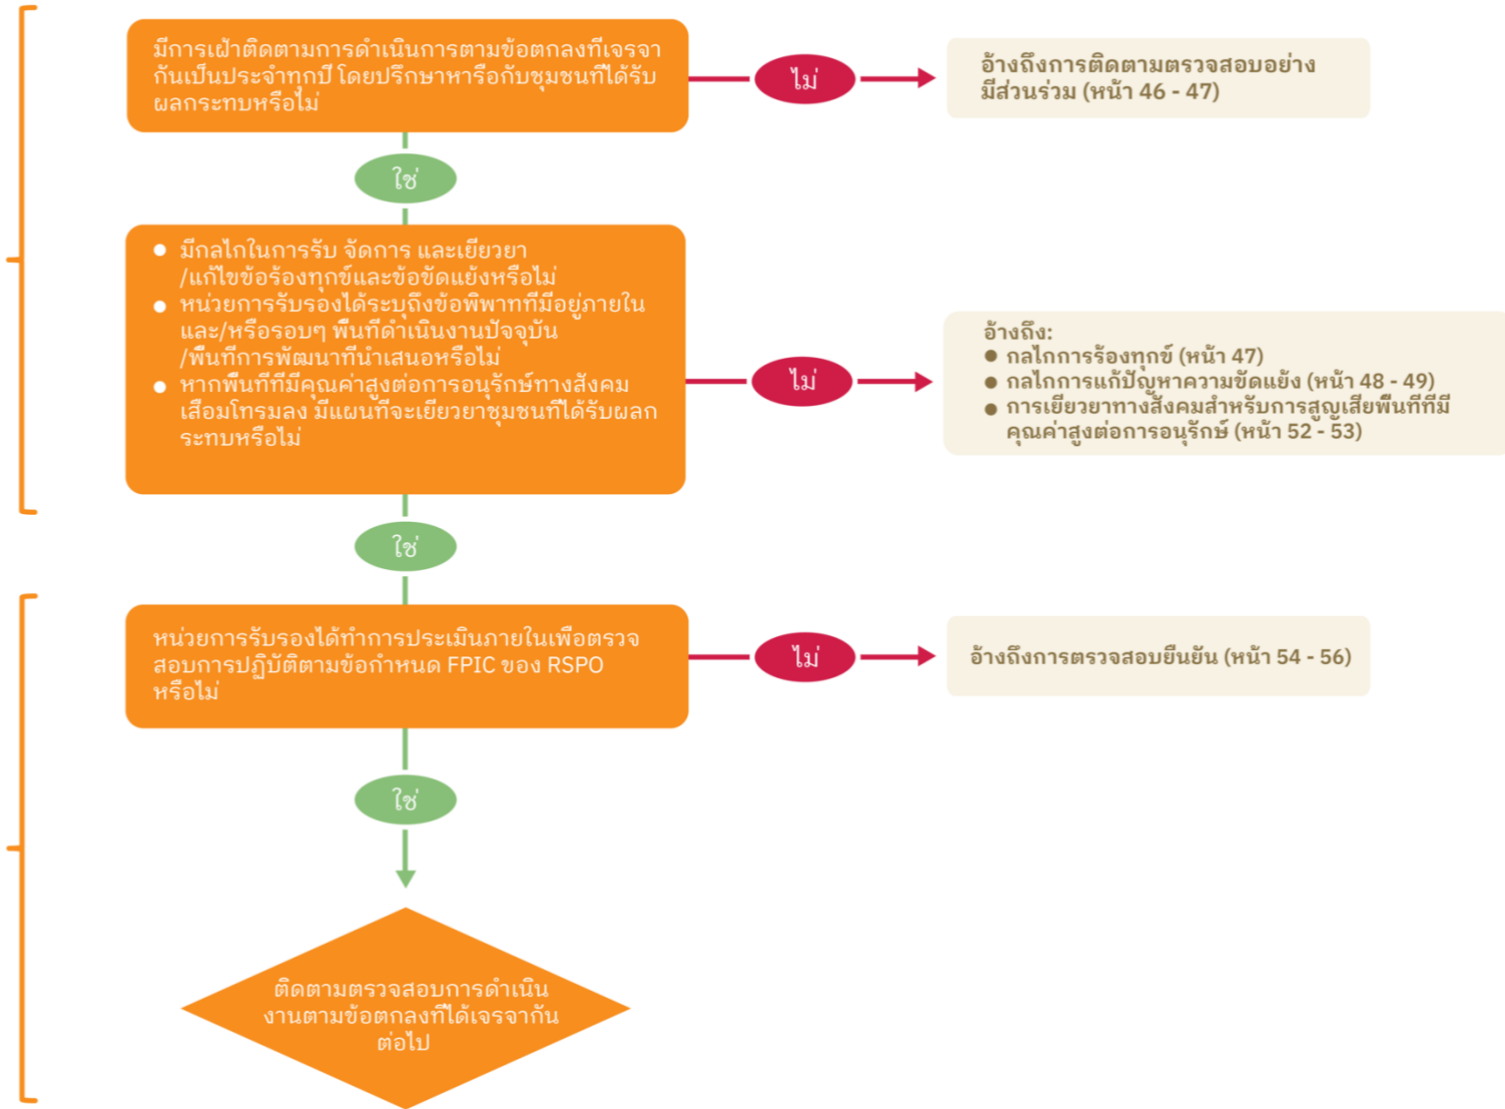 มีการเฝ้าติดตามการดำเนินการตามข้อตกลงที่เจรจา
กันเป็นประจำทุกปี โดยปรึกษาหารือกับชุมชนที่ได้รับ
ผลกระทบหรือไม่
ไม่
อ้างถึงการติดตามตรวจสอบอย่าง
มีส่วนร่วม (หน้า 46 - 47)
ใช่
● มีกลไกในการรับ จัดการ และเยียวยา
/แก้ไขข้อร้องทุกข์และข้อขัดแย้งหรือไม่
● หน่วยการรับรองได้ระบุถึงข้อพิพาทที่มีอยู่ภายใน
และ/หรือรอบๆ พื้นที่ดำเนินงานปัจจุบัน
/พื้นที่การพัฒนาที่นำเสนอหรือไม่
● หากพื้นที่ที่มีคุณค่าสูงต่อการอนุรักษ์ทางสังคม
เสื่อมโทรมลง มีแผนที่จะเยียวยาชุมชนที่ได้รับผลก
ระทบหรือไม่
ไม่
อ้างถึง:
● กลไกการร้องทุกข์ (หน้า 47)
● กลไกการแก้ปัญหาความขัดแย้ง (หน้า 48 - 49)
● การเยียวยาทางสังคมสำหรับการสูญเสียพื้นที่ที่มี
คุณค่าสูงต่อการอนุรักษ์ (หน้า 52 - 53)
ใช่
หน่วยการรับรองได้ทำการประเมินภายในเพื่อตรวจ
สอบการปฏิบัติตามข้อกำหนด FPIC ของ RSPO
หรือไม่
ไม่
อ้างถึงการตรวจสอบยืนยัน (หน้า 54 - 56)
ใช่
ติดตามตรวจสอบการดำเนิน
งานตามข้อตกลงที่ได้เจรจากัน
ต่อไป